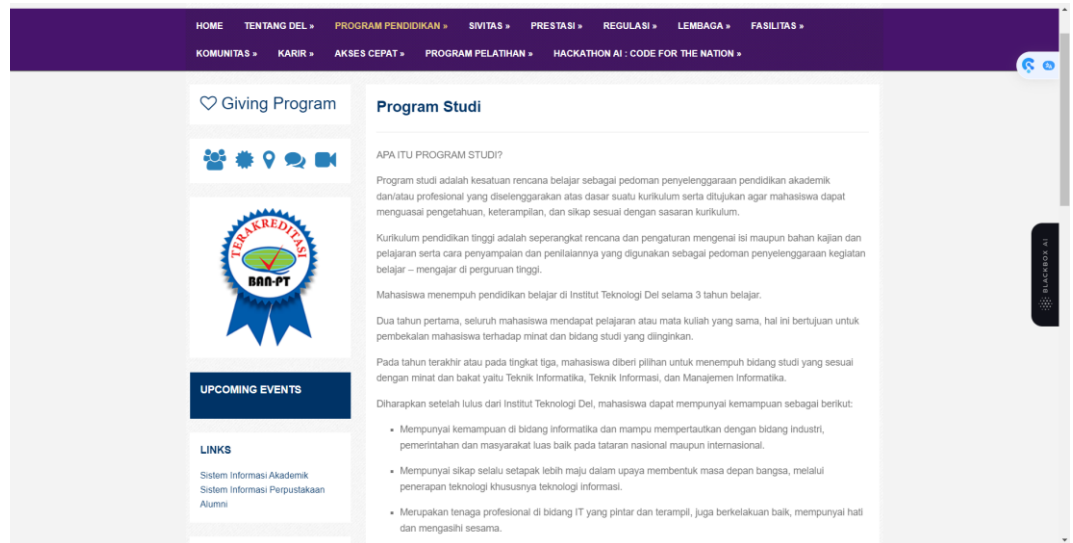 HOME TENTANG DEL » PROGRAM PENDIDIKAN » SIVITAS » PRESTASI » REGULASI » LEMBAGA » FASILITAS »
KOMUNITAS » KARIR » AKSES CEPAT » PROGRAM PELATIHAN » HACKATHON AI : CODE FOR THE NATION »
Giving Program
TERAKREDITASI
BAN-PT
UPCOMING EVENTS
LINKS
Sistem Informasi Akademik
Sistem Informasi Perpustakaan
Alumni
Program Studi
APA ITU PROGRAM STUDI?
Program studi adalah kesatuan rencana belajar sebagai pedoman penyelenggaraan pendidikan akademik
dan/atau profesional yang diselenggarakan atas dasar suatu kurikulum serta ditujukan agar mahasiswa dapat
menguasai pengetahuan, keterampilan, dan sikap sesuai dengan sasaran kurikulum.
Kurikulum pendidikan tinggi adalah seperangkat rencana dan pengaturan mengenai isi maupun bahan kajian dan
pelajaran serta cara penyampaian dan penilaiannya yang digunakan sebagai pedoman penyelenggaraan kegiatan
belajar – mengajar di perguruan tinggi.
Mahasiswa menempuh pendidikan belajar di Institut Teknologi Del selama 3 tahun belajar.
Dua tahun pertama, seluruh mahasiswa mendapat pelajaran atau mata kuliah yang sama, hal ini bertujuan untuk
pembekalan mahasiswa terhadap minat dan bidang studi yang diinginkan.
Pada tahun terakhir atau pada tingkat tiga, mahasiswa diberi pilihan untuk menempuh bidang studi yang sesuai
dengan minat dan bakat yaitu Teknik Informatika, Teknik Informasi, dan Manajemen Informatika.
Diharapkan setelah lulus dari Institut Teknologi Del, mahasiswa dapat mempunyai kemampuan sebagai berikut:
• Mempunyai kemampuan di bidang informatika dan mampu mempertautkan dengan bidang industri,
pemerintahan dan masyarakat luas baik pada tataran nasional maupun internasional.
• Mempunyai sikap selalu setapak lebih maju dalam upaya membentuk masa depan bangsa, melalui
penerapan teknologi khususnya teknologi informasi.
• Merupakan tenaga profesional di bidang IT yang pintar dan terampil, juga berkelakuan baik, mempunyai hati
dan mengasihi sesama.
BLACKBOX AI